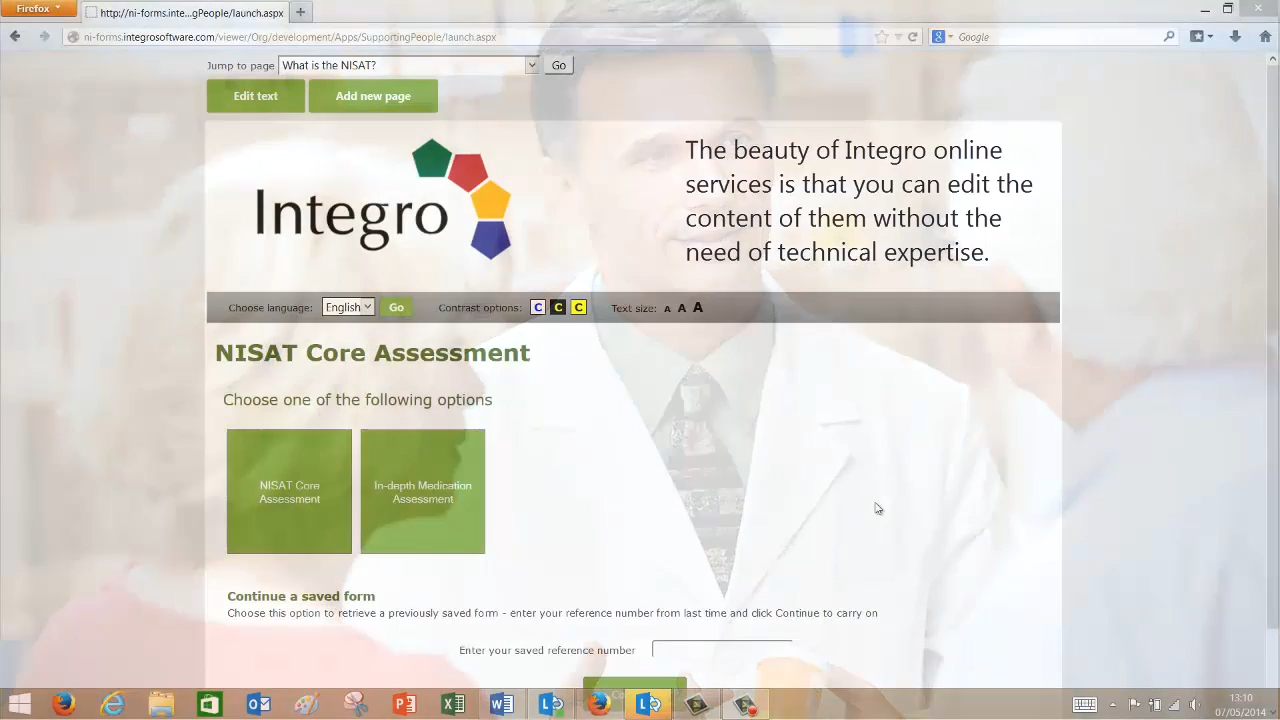 Firefox
http://ni-forms.inte...gPeople/launch.aspx
ni-forms.integrosoftware.com/viewer/Org/development/Apps/SupportingPeople/launch.aspx
Google
Jump to page What is the NISAT? Go
Edit text Add new page
Integro
The beauty of Integro online
services is that you can edit the
content of them without the
need of technical expertise.
Choose language: English Go Contrast options: C C C Text size: A A A
NISAT Core Assessment
Choose one of the following options
NISAT Core
Assessment
In-depth Medication
Assessment
Continue a saved form
Choose this option to retrieve a previously saved form - enter your reference number from last time and click Continue to carry on
Enter your saved reference number
13:10
07/05/2014